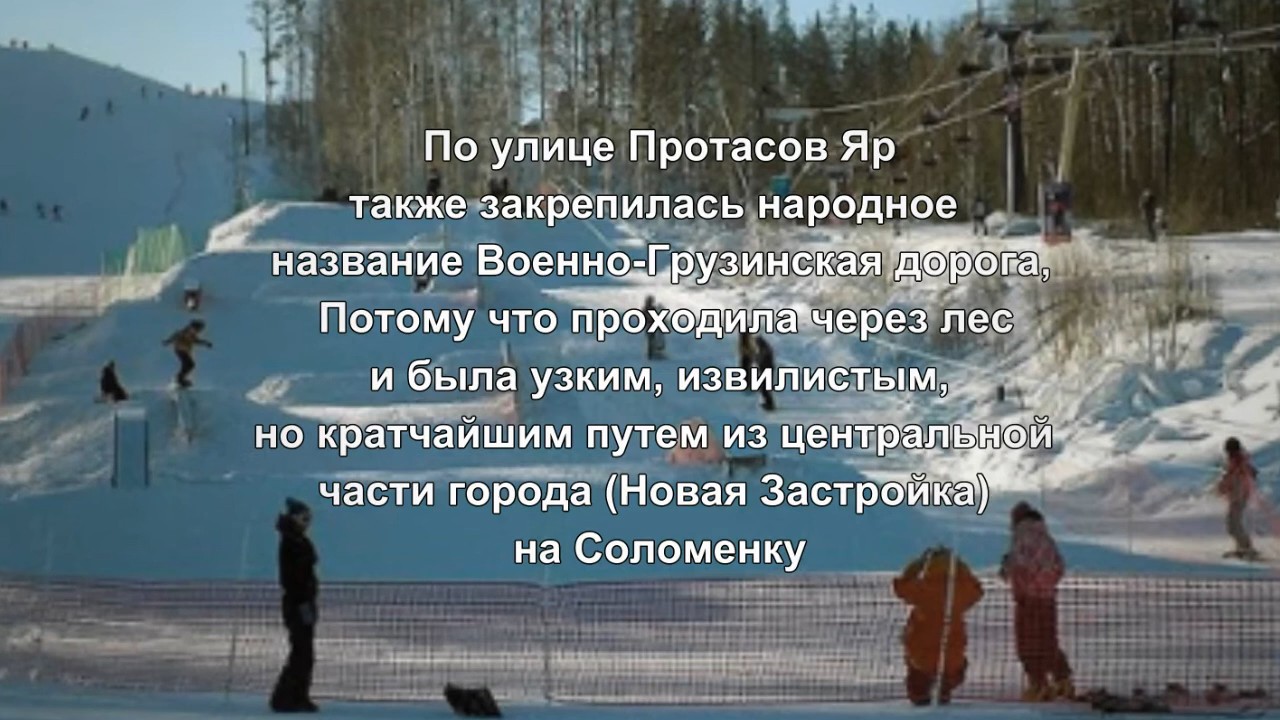 По улице Протасов Яр
также закрепилась народное
название Военно-Грузинская дорога,
Потому что проходила через лес
и была узким, извилистым,
но кратчайшим путем из центральной
части города (Новая Застройка)
на Соломенку